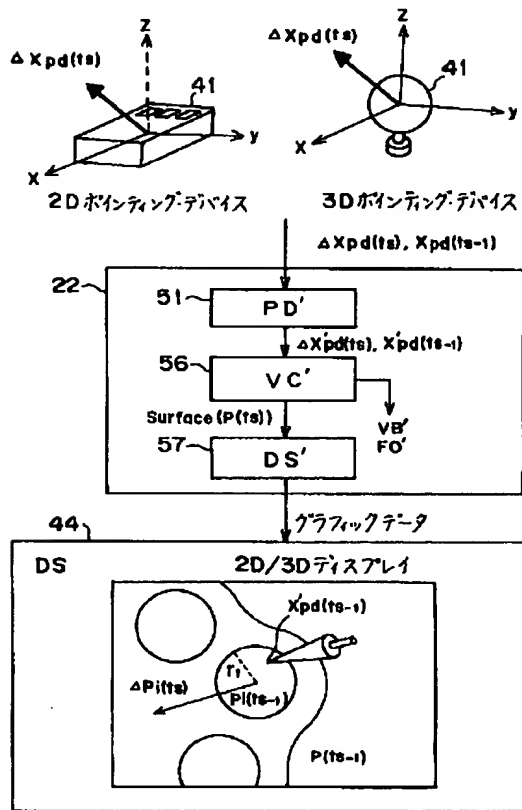 Z
ΔXpd(ts)
41
X
y
2Dポインティング・デバイス
Z
ΔXpd(ts)
41
X
y
3Dポインティング・デバイス
ΔXpd(ts), Xpd(ts-1)
22
51
PD'
ΔX'pd(ts), X'pd(ts-1)
56
VC'
Surface(P(ts))
VB'
FO'
57
DS'
グラフィックデータ
44
DS
2D/3Dディスプレイ
X'pd(ts-1)
r1
ΔPi(ts)
Pi(ts-1)
P(ts-1)